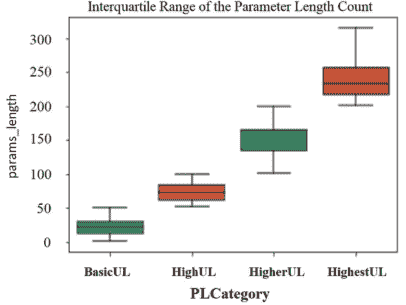 Interquartile Range of the Parameter Length Count
300
250
200
150
100
50
0
params_length
BasicUL HighUL HigherUL HighestUL
PLCategory